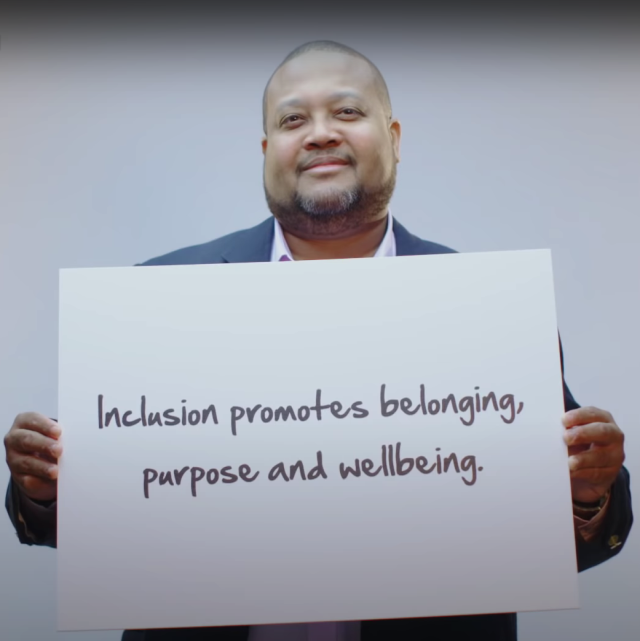 Inclusion promotes belonging,
purpose and wellbeing.